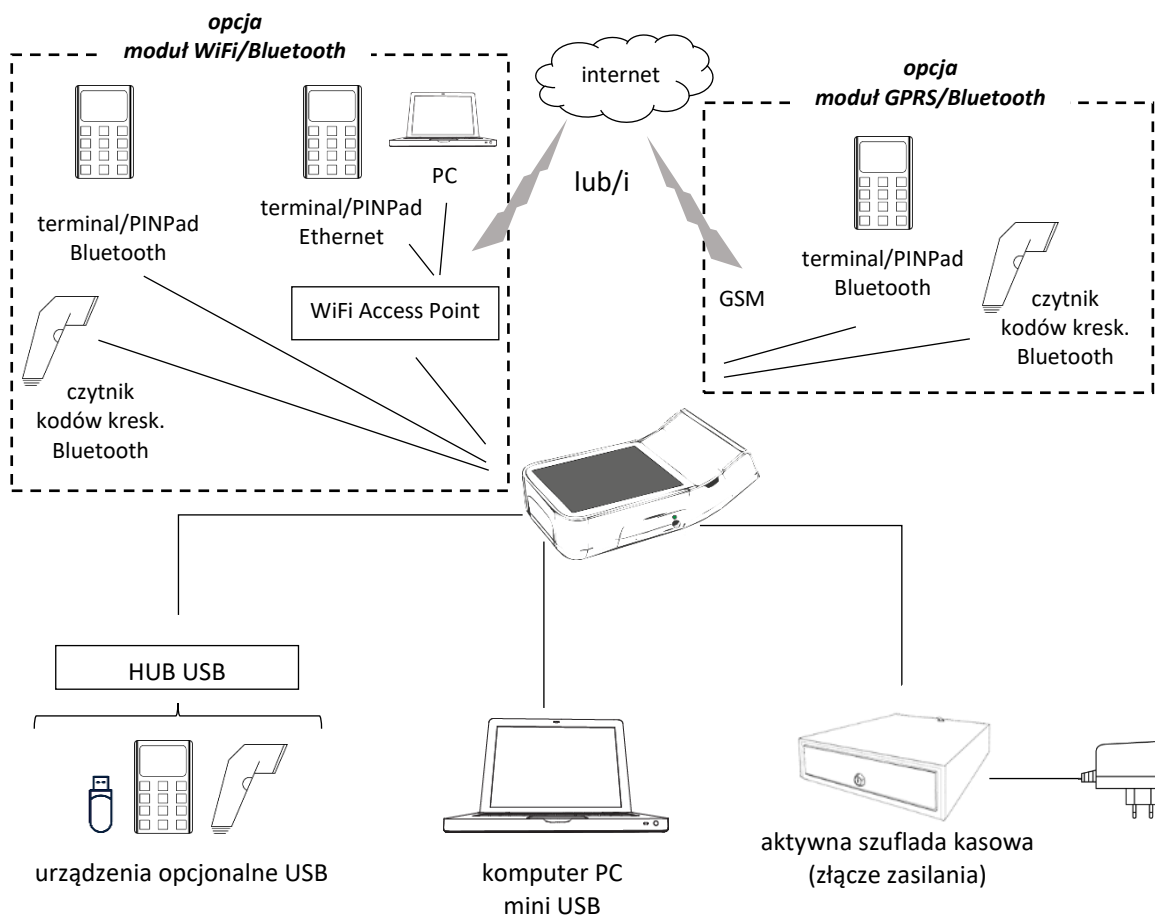 opcja
moduł WiFi/Bluetooth
internet
opcja
moduł GPRS/Bluetooth
PC
lub/i
terminal/PINPad
Bluetooth
terminal/PINPad
Ethernet
terminal/PINPad
Bluetooth
GSM
WiFi Access Point
czytnik
kodów kresk.
Bluetooth
czytnik
kodów kresk.
Bluetooth
HUB USB
urządzenia opcjonalne USB
komputer PC
mini USB
aktywna szuflada kasowa
(złącze zasilania)